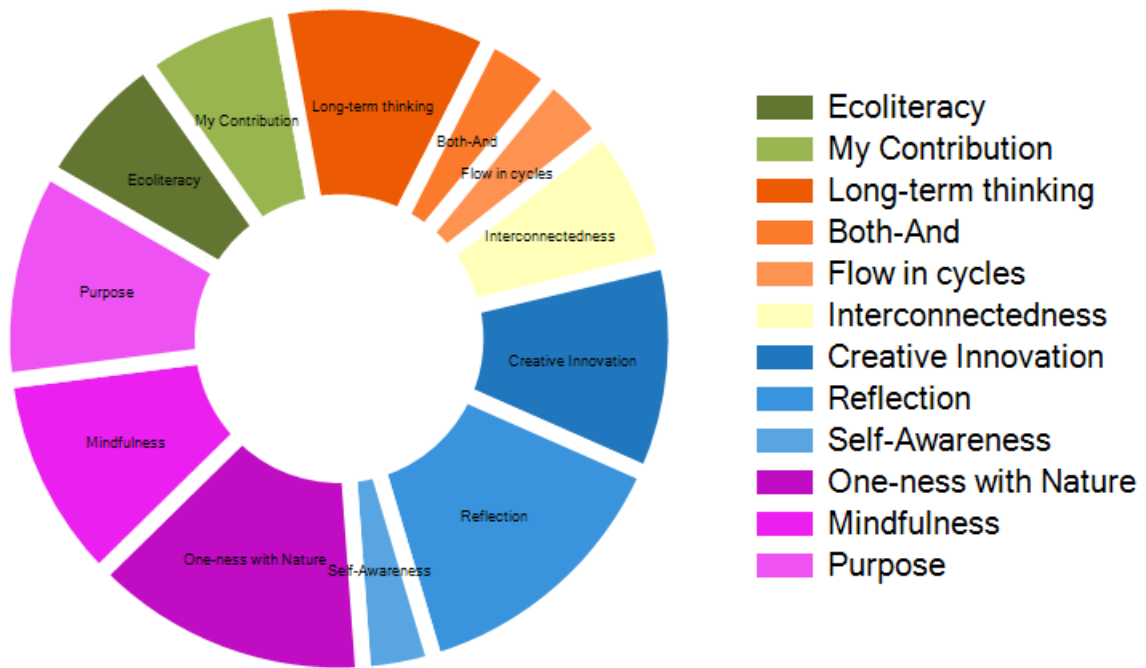 Long-term thinking
My Contribution
Both-And
Flow in cycles
Ecoliteracy
Interconnectedness
Purpose
Creative Innovation
Mindfulness
Reflection
One-ness with Nature
Self-Awareness
Ecoliteracy
My Contribution
Long-term thinking
Both-And
Flow in cycles
Interconnectedness
Creative Innovation
Reflection
Self-Awareness
One-ness with Nature
Mindfulness
Purpose